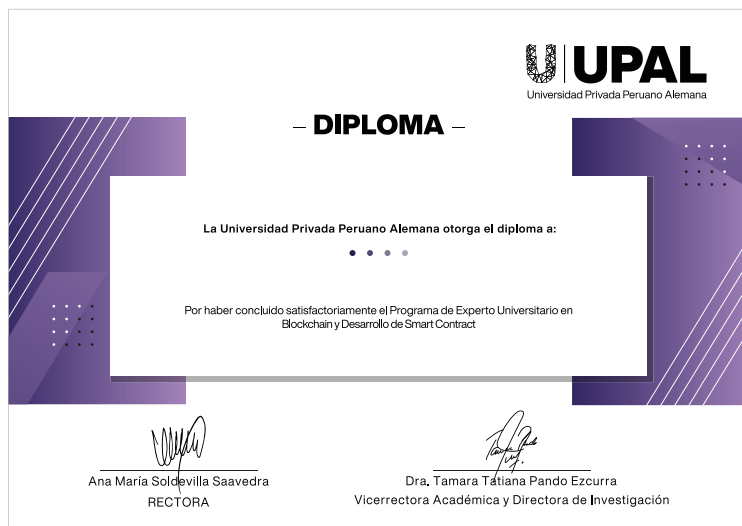 UPAL
Universidad Privada Peruano Alemana
– DIPLOMA –
La Universidad Privada Peruano Alemana otorga el diploma a:
Por haber concluido satisfactoriamente el Programa de Experto Universitario en
Blockchain y Desarrollo de Smart Contract
Ana María Soldevilla Saavedra
RECTORA
Dra. Tamara Tatiana Pando Ezcurra
Vicerrectora Académica y Directora de Investigación